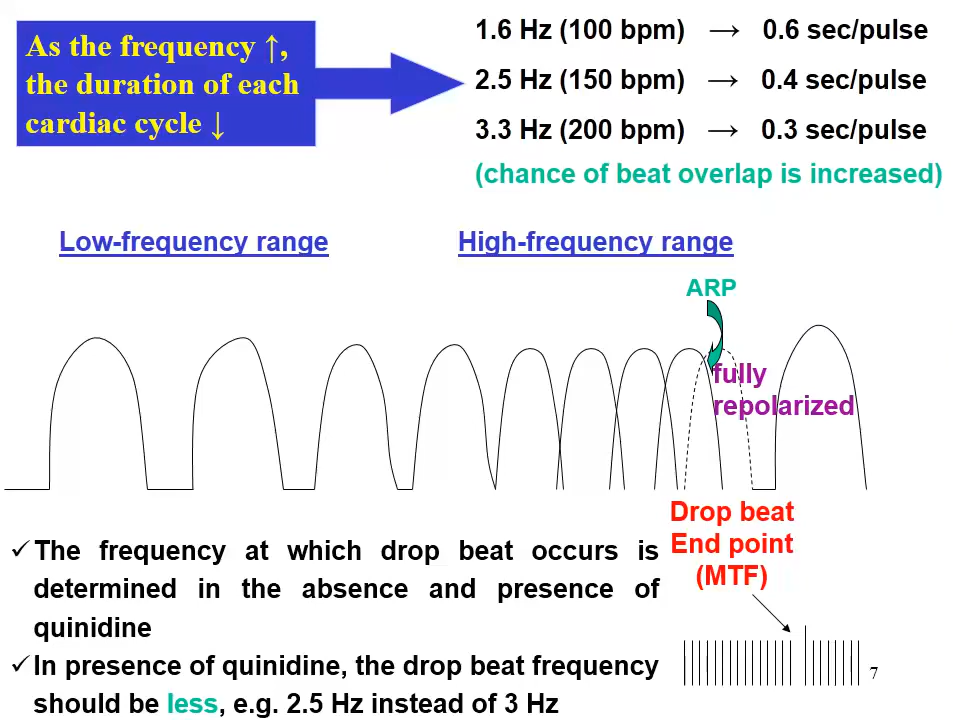 As the frequency ↑,
the duration of each
cardiac cycle ↓
1.6 Hz (100 bpm) → 0.6 sec/pulse
2.5 Hz (150 bpm) → 0.4 sec/pulse
3.3 Hz (200 bpm) → 0.3 sec/pulse
(chance of beat overlap is increased)
Low-frequency range
High-frequency range
ARP
fully
repolarized
Drop beat
End point
(MTF)
✓The frequency at which drop beat occurs is
determined in the absence and presence of
quinidine
✓In presence of quinidine, the drop beat frequency
should be less, e.g. 2.5 Hz instead of 3 Hz
7